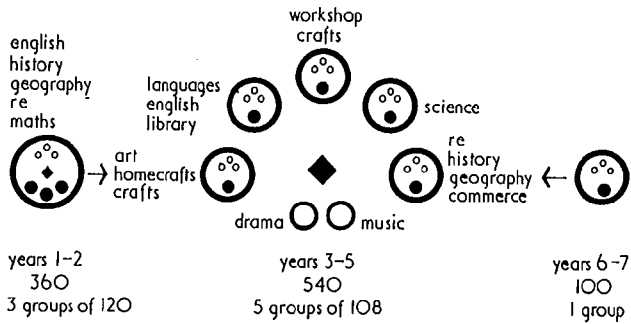 english
history
geography
re
maths
art
homecrafts
crafts
languages
english
library
workshop
crafts
science
re
history
geography
commerce
drama
music
years 1-2
360
3 groups of 120
years 3-5
540
5 groups of 108
years 6-7
100
1 group